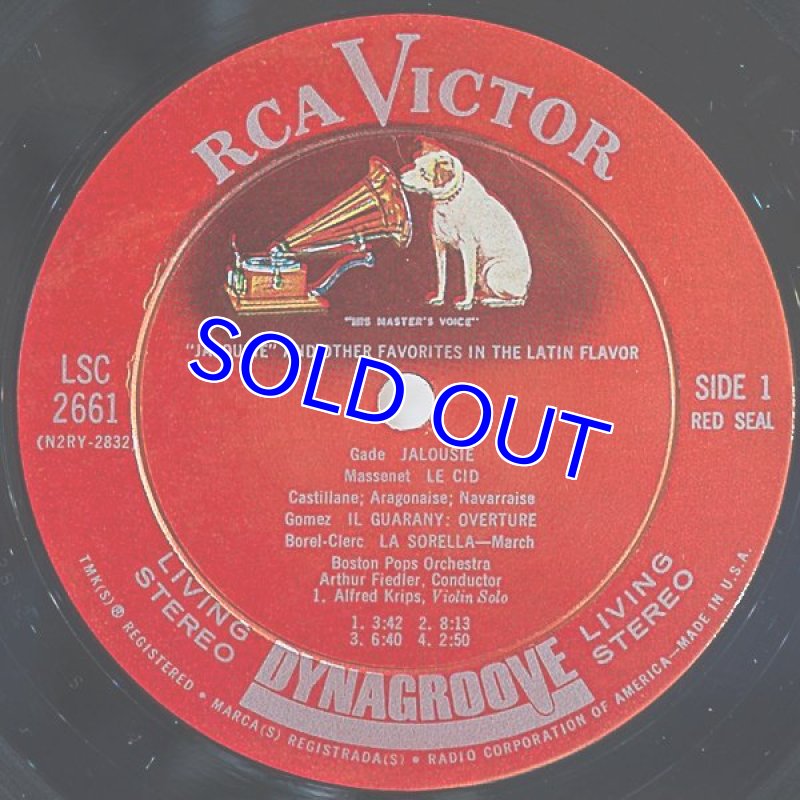 RCA VICTOR
"HIS MASTER'S VOICE"
"JALOUSIE" AND OTHER FAVORITES IN THE LATIN FLAVOR
LSC
2661
(N2RY-2832)
SIDE 1
RED SEAL
SOLD OUT
Gade JALOUSIE
Massenet LE CID
Castillane; Aragonaise; Navarraise
Gomez IL GUARANY: OVERTURE
Borel-Clerc LA SORELLA—March
Boston Pops Orchestra
Arthur Fiedler, Conductor
1. Alfred Krips, Violin Solo
1. 3:42 2. 8:13
3. 6:40 4. 2:50
LIVING
STEREO
DYNAGROOVE
LIVING
STEREO
TMK(S) ® REGISTERED • MARCA(S) REGISTRADA(S) • RADIO CORPORATION OF AMERICA—MADE IN U.S.A.